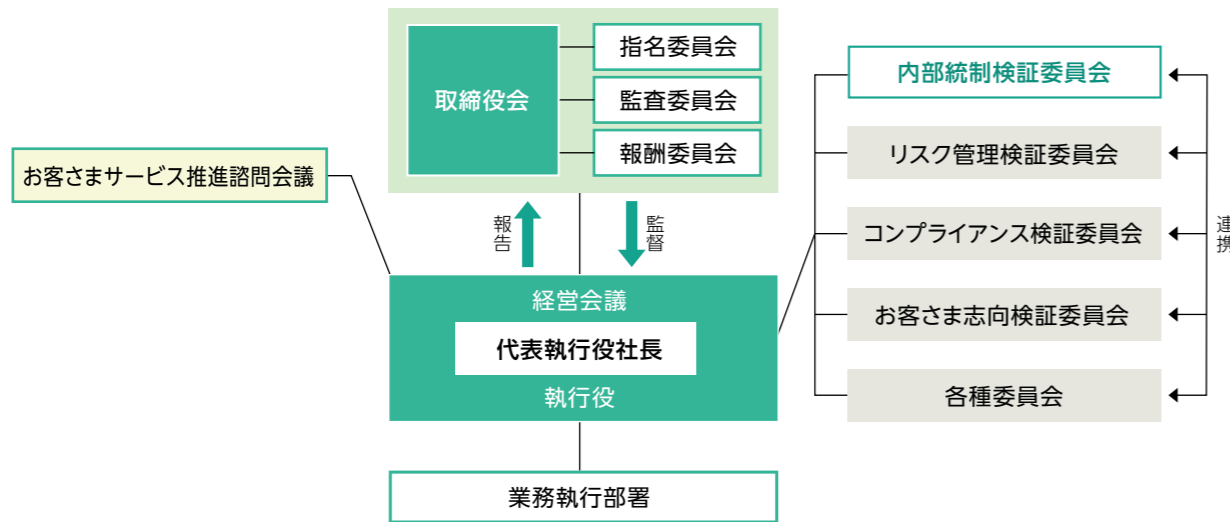 取締役会
指名委員会
監査委員会
報酬委員会
お客さまサービス推進諮問会議
報告
監督
経営会議
代表執行役社長
執行役
業務執行部署
内部統制検証委員会
リスク管理検証委員会
コンプライアンス検証委員会
お客さま志向検証委員会
各種委員会
連携